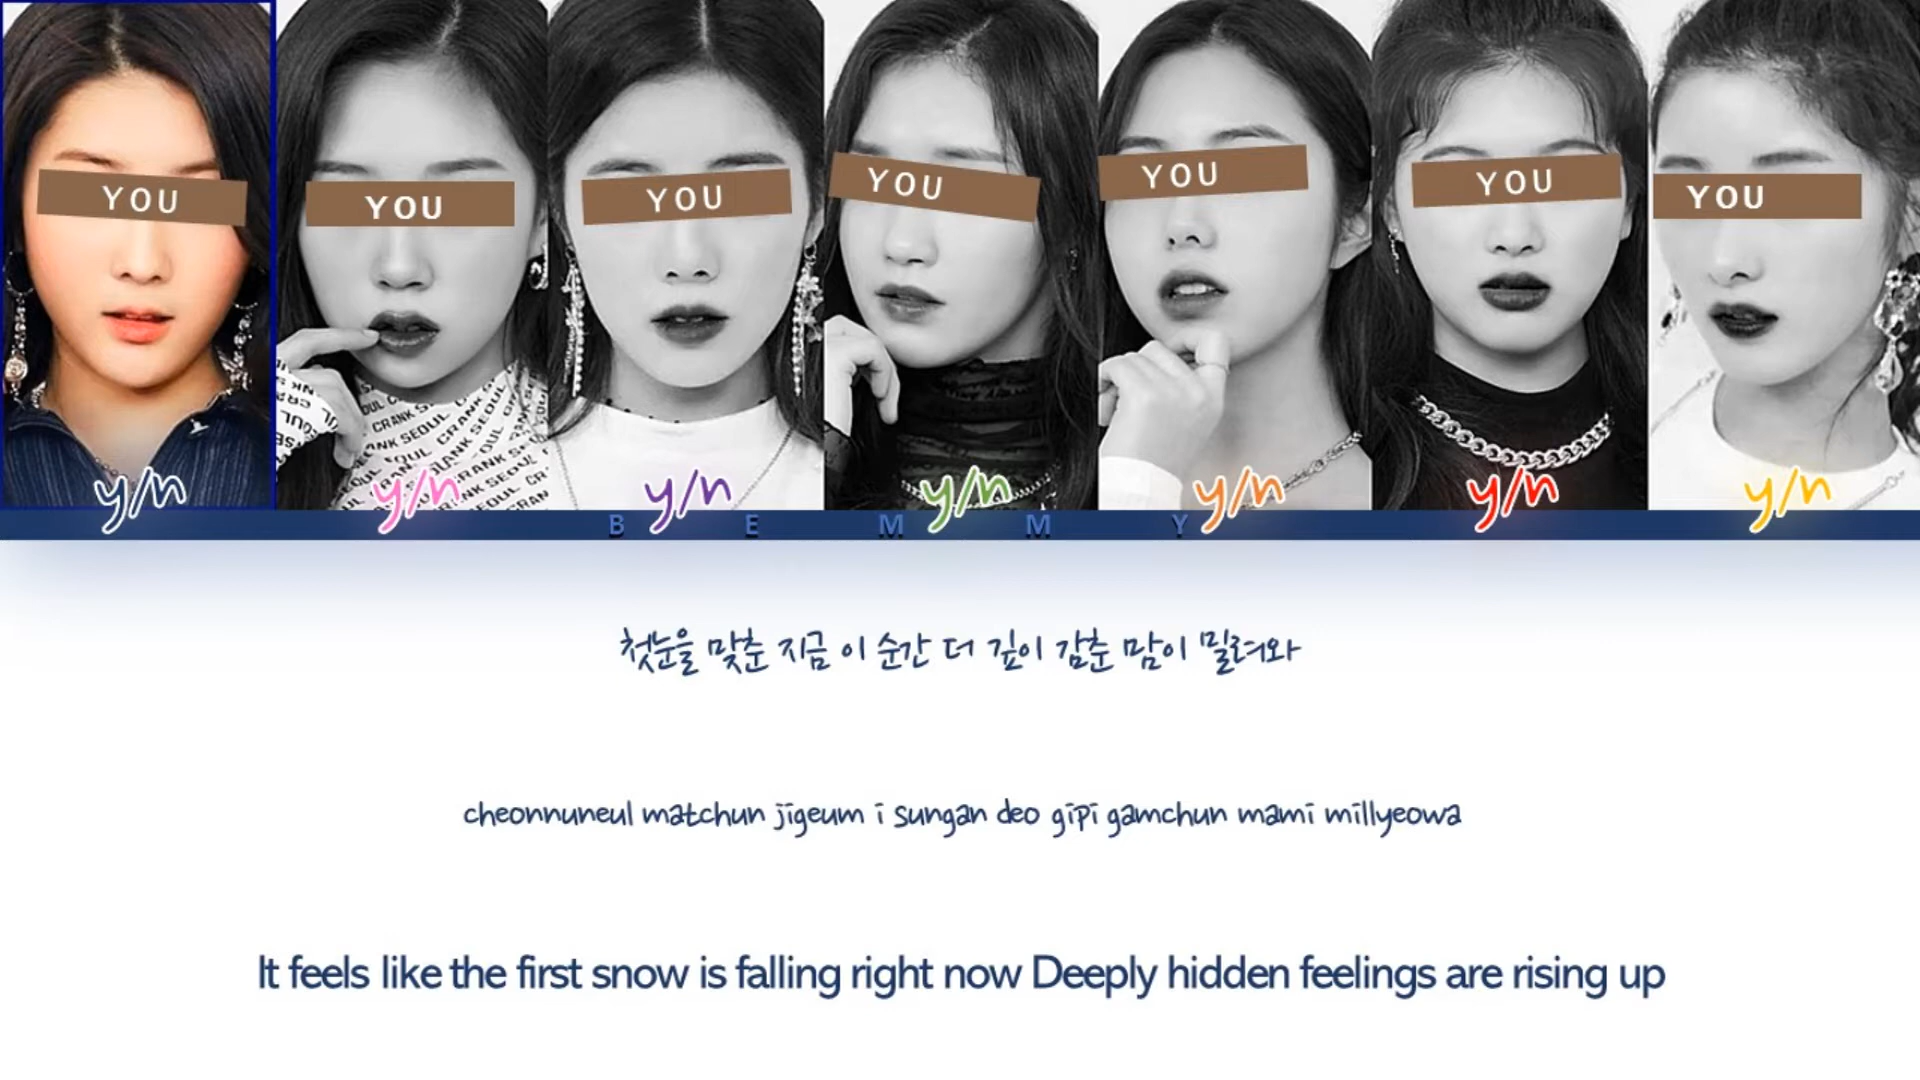 YOU YOU YOU YOU YOU YOU YOU
CRANK SEOUL
y/n y/n y/n y/n y/n y/n y/n
B E M M Y
첫눈을 맞춘 지금 이 순간 더 깊이 감춘 맘이 밀려와
cheonnuneul matchun jigeum i sungan deo gipi gamchun mami millyeowa
It feels like the first snow is falling right now Deeply hidden feelings are rising up